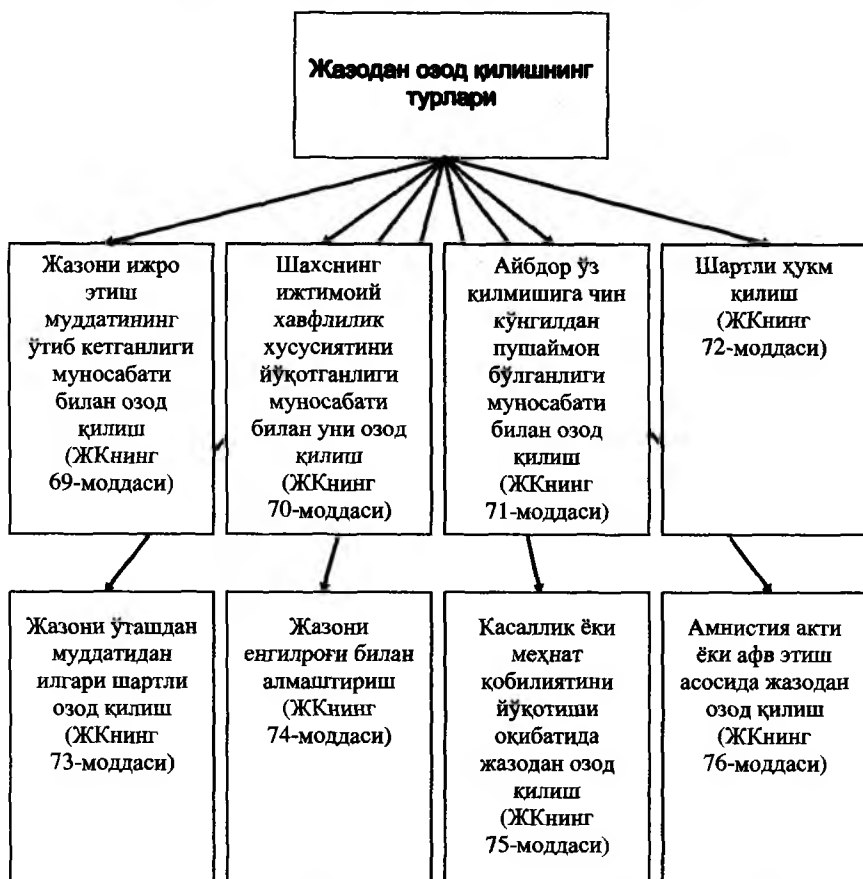 Жазодан озод қилишнинг
турлари
Жазони ижро
этиш
муддатининг
ўтиб кетганлиги
муносабати
билан озод
қилиш
(ЖКнинг
69-моддаси)
Шахснинг
ижтимоий
хавфлилик
хусусиятини
йўқотганлиги
муносабати
билан уни озод
қилиш
(ЖКнинг
70-моддаси)
Айбдор ўз
қилмишига чин
кўнгилдан
пушаймон
бўлганлиги
муносабати
билан озод
қилиш
(ЖКнинг
71-моддаси)
Шартли ҳукм
қилиш
(ЖКнинг
72-моддаси)
Жазони ўташдан
муддатидан
илгари шартли
озод қилиш
(ЖКнинг
73-моддаси)
Жазони
енгилроғи билан
алмаштириш
(ЖКнинг
74-моддаси)
Касаллик ёки
меҳнат
қобилиятини
йўқотиши
оқибатида
жазодан озод
қилиш
(ЖКнинг
75-моддаси)
Амнистия акти
ёки афв этиш
асосида жазодан
озод қилиш
(ЖКнинг
76-моддаси)